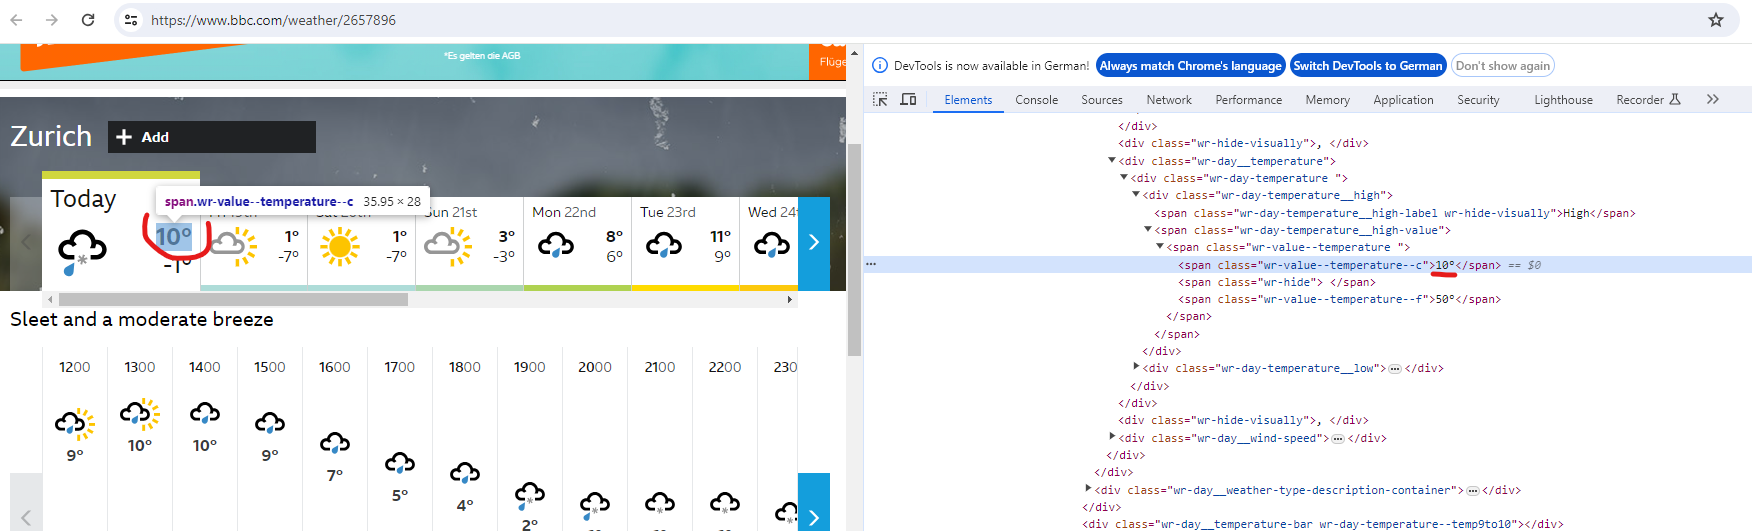 https://www.bbc.com/weather/2657896
*Es gelten die AGB
Flüge
Zurich
Add
Today
span.wr-value--temperature--c 35.95 × 28
10°
-1°
19th
1°
-7°
Sat 20th
1°
-7°
Sun 21st
3°
-3°
Mon 22nd
8°
6°
Tue 23rd
11°
9°
Wed 24t
Sleet and a moderate breeze
1200 1300 1400 1500 1600 1700 1800 1900 2000 2100 2200 230
9° 10° 10° 9° 7° 5° 4° 2°
DevTools is now available in German! Always match Chrome's language Switch DevTools to German Don't show again
Elements Console Sources Network Performance Memory Application Security Lighthouse Recorder
</div>
<div class="wr-hide-visually">, </div>
<div class="wr-day__temperature">
<div class="wr-day-temperature ">
<div class="wr-day-temperature__high">
<span class="wr-day-temperature__high-label wr-hide-visually">High</span>
<span class="wr-day-temperature__high-value">
<span class="wr-value--temperature ">
<span class="wr-value--temperature--c">10°</span> == $0
<span class="wr-hide"> </span>
<span class="wr-value--temperature--f">50°</span>
</span>
</span>
</div>
<div class="wr-day-temperature__low">…</div>
</div>
</div>
<div class="wr-hide-visually">, </div>
<div class="wr-day__wind-speed">…</div>
</div>
</div>
<div class="wr-day__weather-type-description-container">…</div>
</div>
<div class="wr-day__temperature-bar wr-day-temperature--temp9to10"></div>